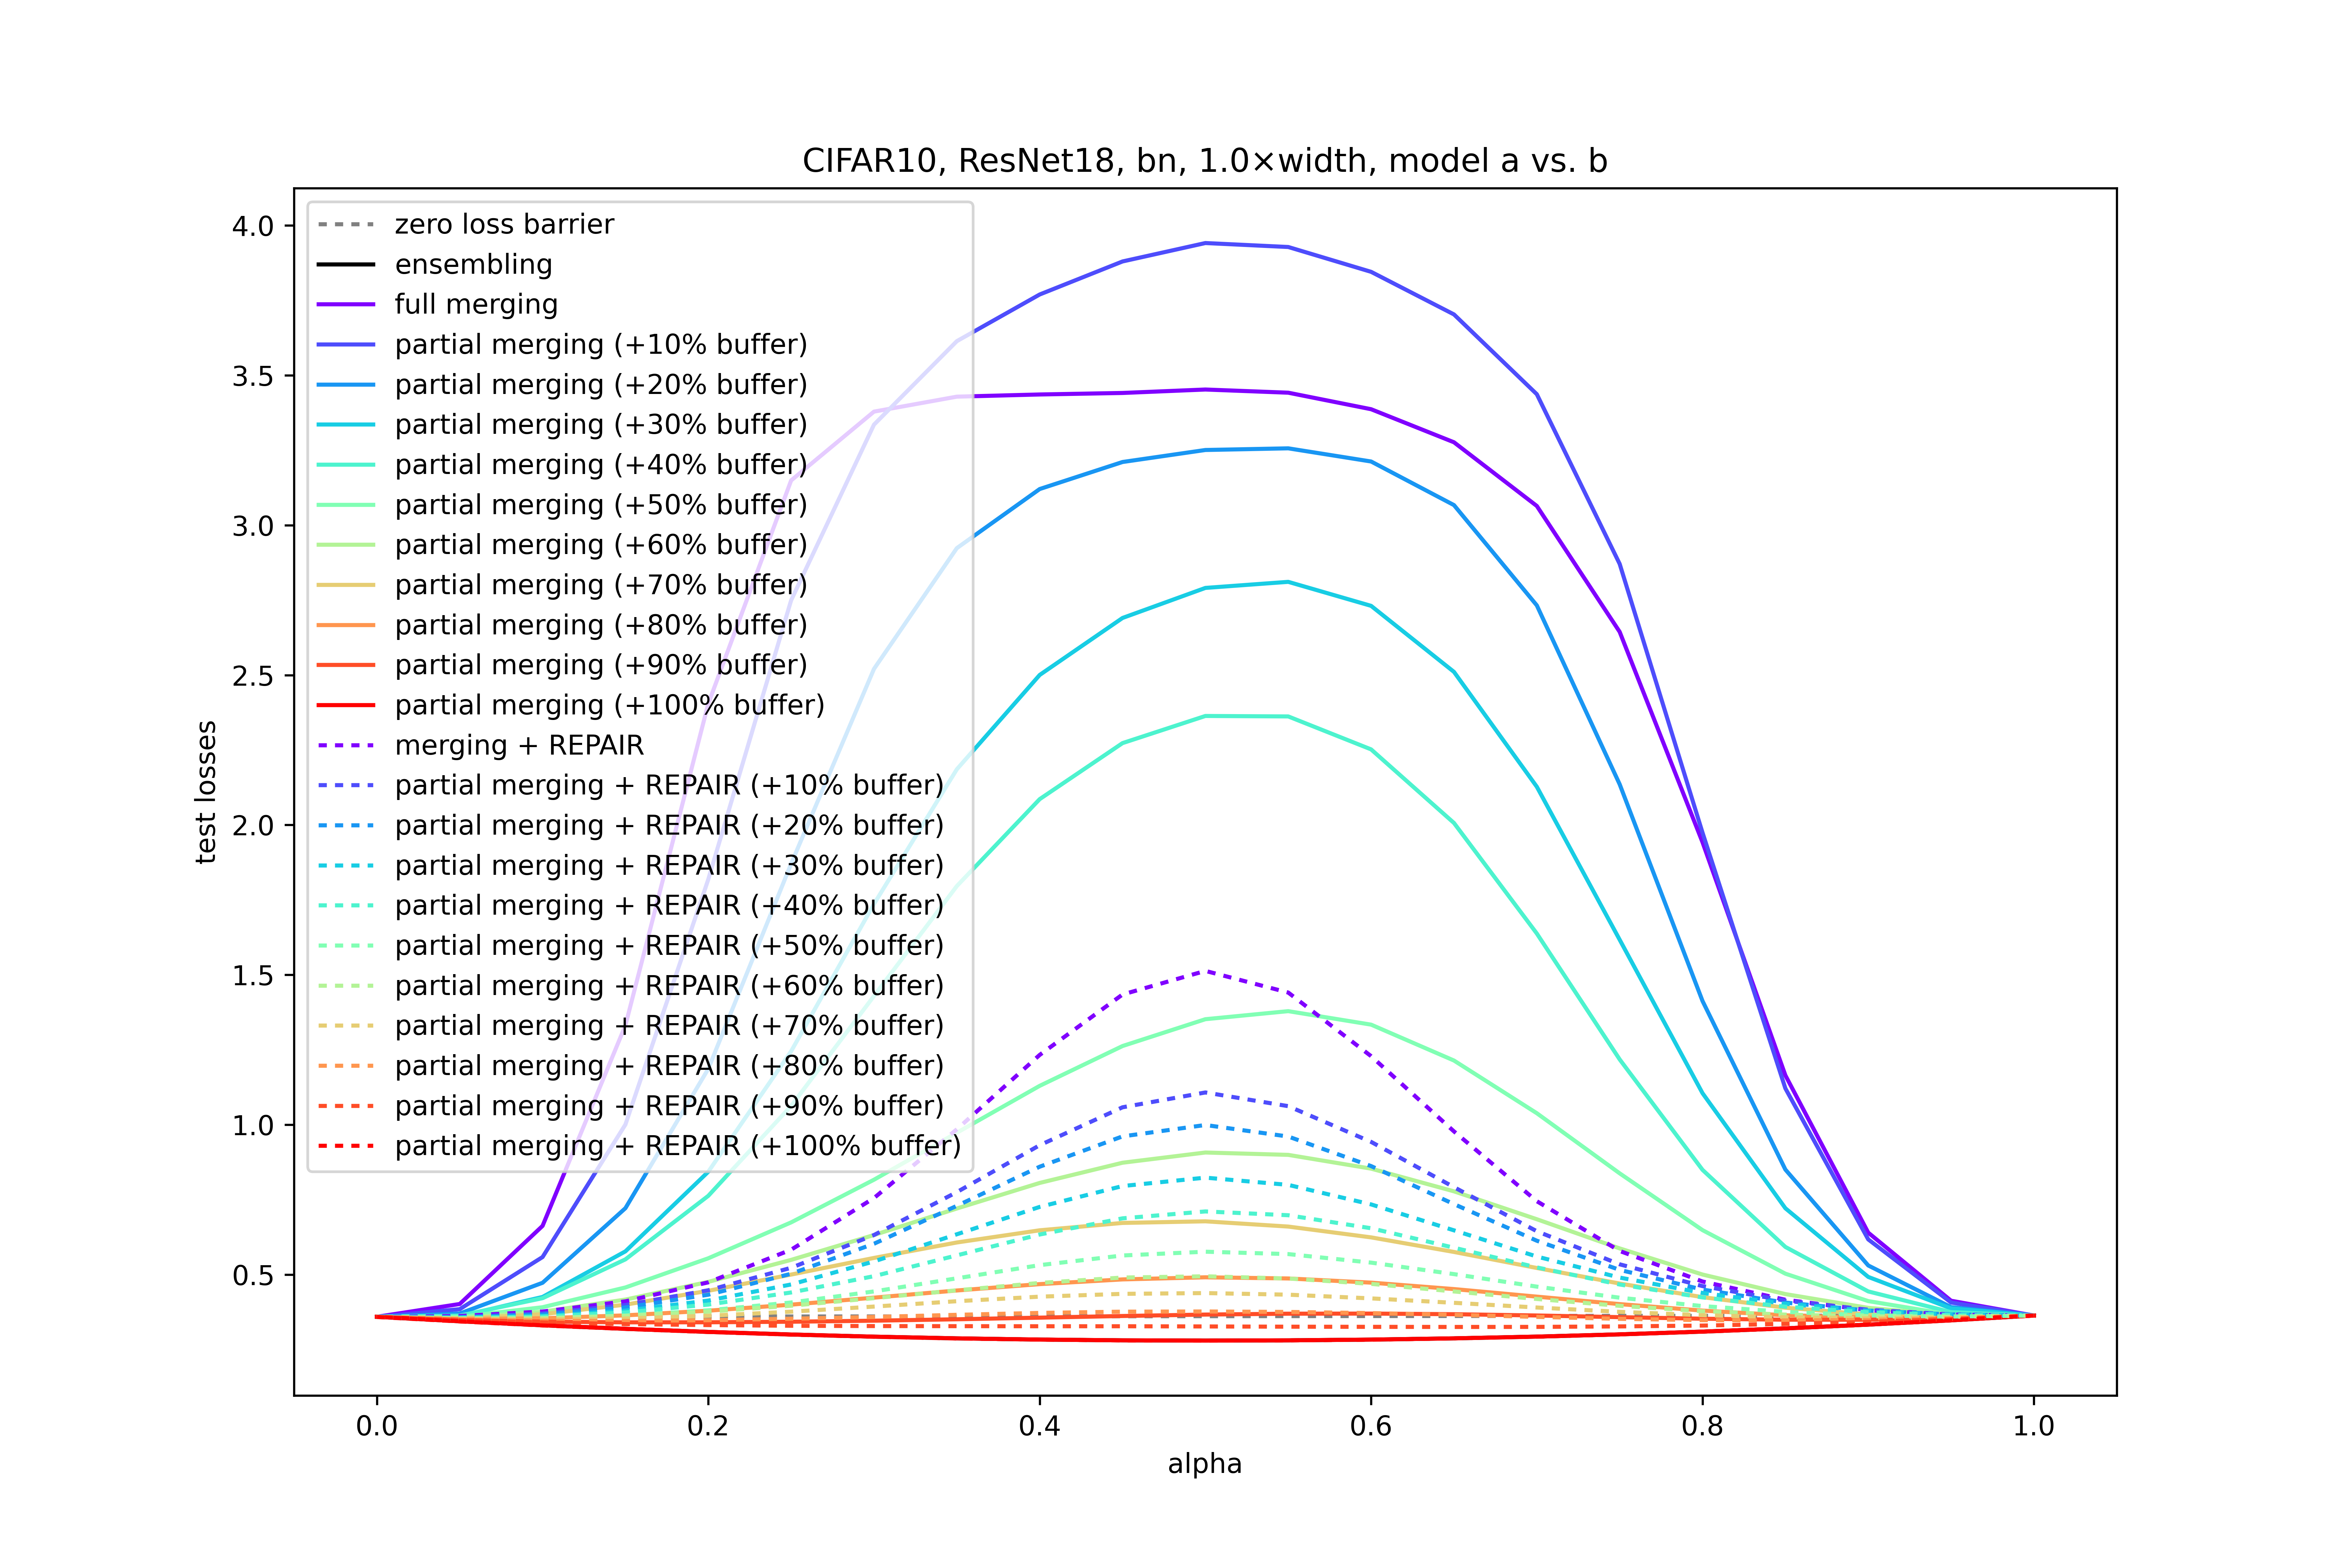 CIFAR10, ResNet18, bn, 1.0×width, model a vs. b
4.0
3.5
3.0
2.5
2.0
1.5
1.0
0.5
test losses
zero loss barrier
ensembling
full merging
partial merging (+10% buffer)
partial merging (+20% buffer)
partial merging (+30% buffer)
partial merging (+40% buffer)
partial merging (+50% buffer)
partial merging (+60% buffer)
partial merging (+70% buffer)
partial merging (+80% buffer)
partial merging (+90% buffer)
partial merging (+100% buffer)
merging + REPAIR
partial merging + REPAIR (+10% buffer)
partial merging + REPAIR (+20% buffer)
partial merging + REPAIR (+30% buffer)
partial merging + REPAIR (+40% buffer)
partial merging + REPAIR (+50% buffer)
partial merging + REPAIR (+60% buffer)
partial merging + REPAIR (+70% buffer)
partial merging + REPAIR (+80% buffer)
partial merging + REPAIR (+90% buffer)
partial merging + REPAIR (+100% buffer)
0.0 0.2 0.4 0.6 0.8 1.0
alpha